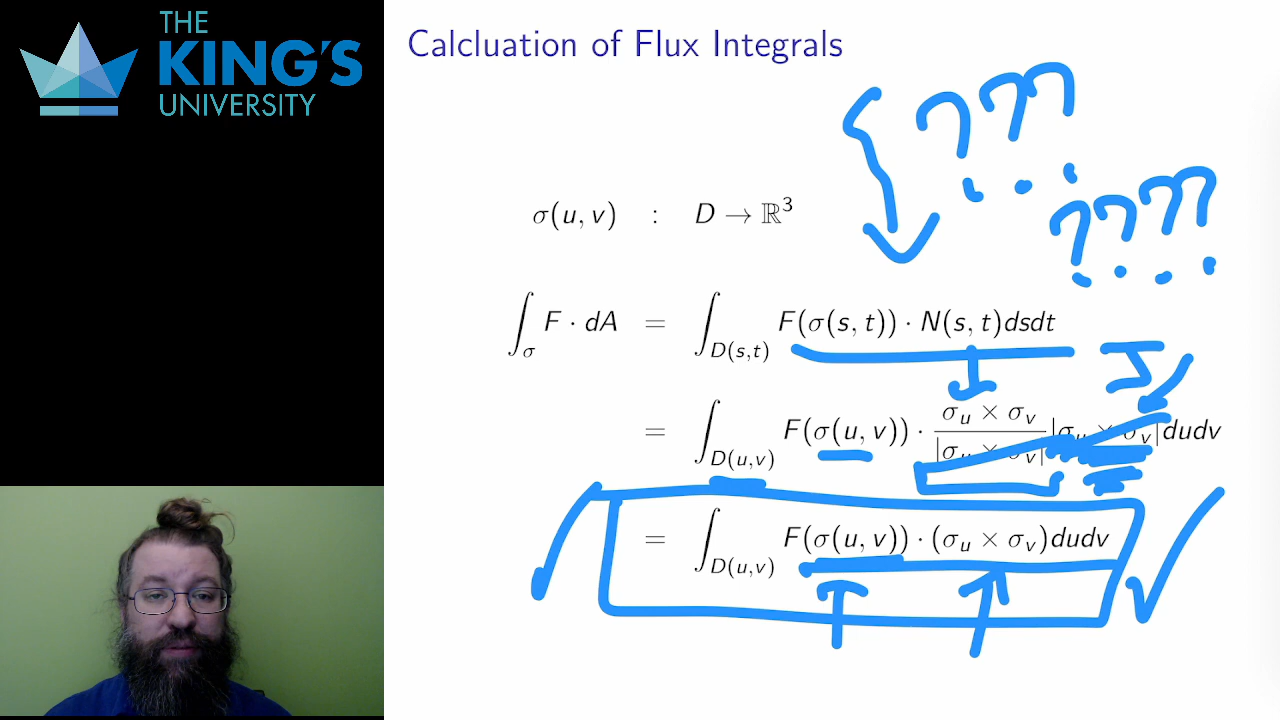 THE
KING'S
UNIVERSITY
Calcluation of Flux Integrals
???
????
σ(u, v) : D → ℝ³
∫_σ F · dA = ∫_{D(s,t)} F(σ(s, t)) · N(s, t)dsdt
J
= ∫_{D(u,v)} F(σ(u, v)) · \frac{σ_u × σ_v}{|σ_u × σ_v|} |σ_u × σ_v|dudv
= ∫_{D(u,v)} F(σ(u, v)) · (σ_u × σ_v)dudv